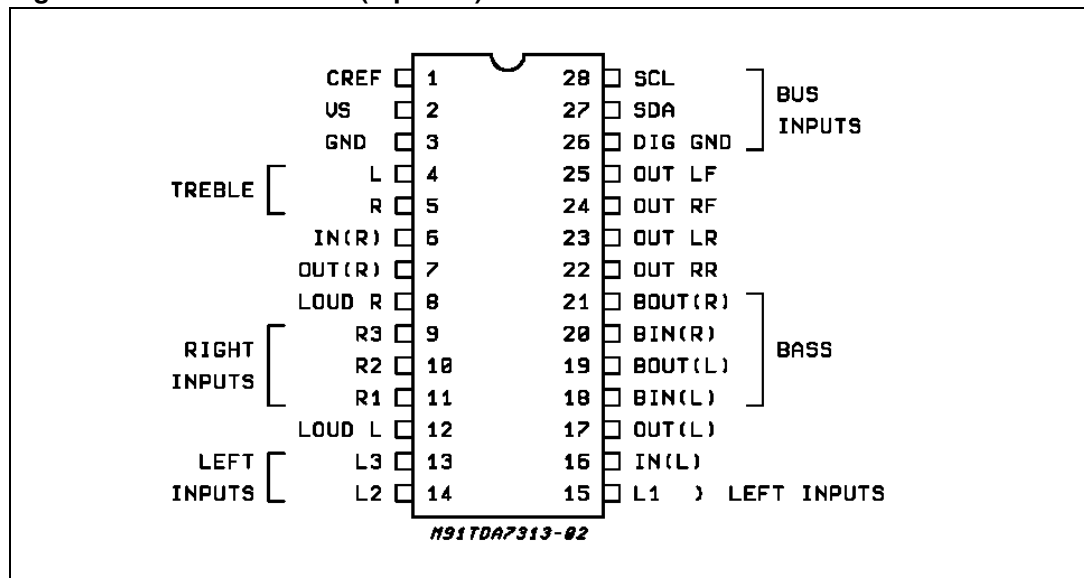 CREF 1 28 SCL
VS 2 27 SDA
GND 3 26 DIG GND
BUS
INPUTS
L 4 25 OUT LF
TREBLE
R 5 24 OUT RF
IN(R) 6 23 OUT LR
OUT(R) 7 22 OUT RR
LOUD R 8 21 BOUT(R)
R3 9 20 BIN(R)
RIGHT
INPUTS
BASS
R2 10 19 BOUT(L)
R1 11 18 BIN(L)
LOUD L 12 17 OUT(L)
LEFT
INPUTS
L3 13 16 IN(L)
L2 14 15 L1 ) LEFT INPUTS
M91TDA7313-02